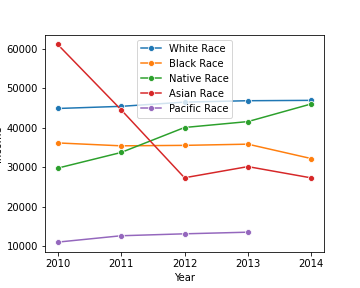 60000
50000
40000
30000
20000
10000
White Race
Black Race
Native Race
Asian Race
Pacific Race
2010 2011 2012 2013 2014
Year